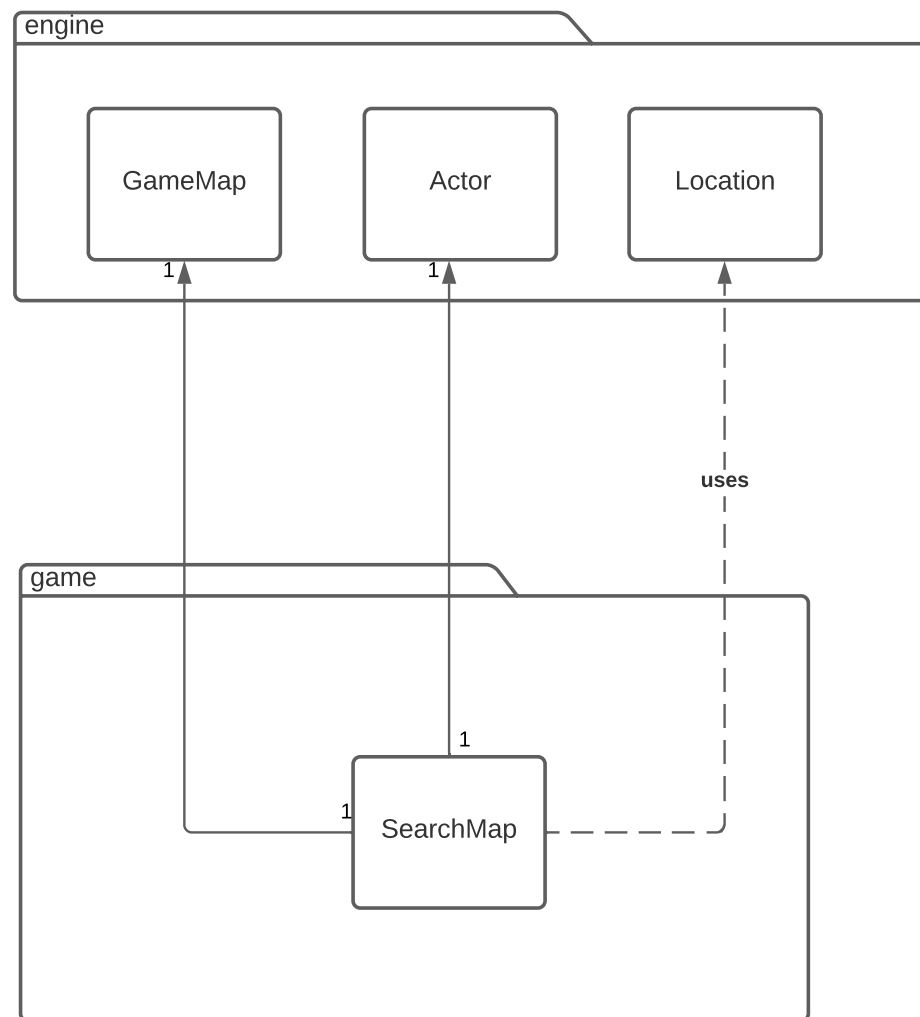 engine
GameMap
Actor
Location
1
1
uses
game
1
1
SearchMap